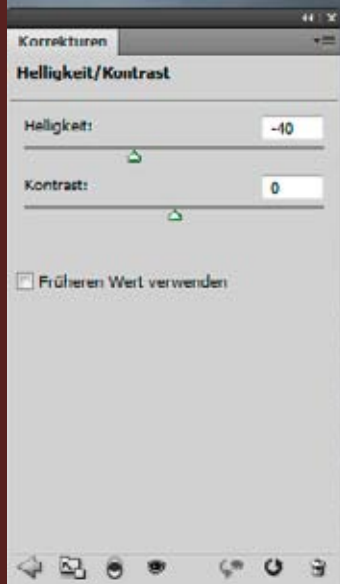 Korrekturen
Helligkeit/Kontrast
Helligkeit: -40
Kontrast: 0
Früheren Wert verwenden